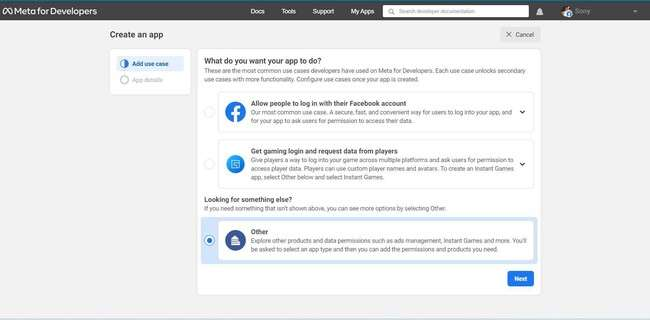 Meta for Developers
Docs
Tools
Support
My Apps
Search developer documentation
Sony
Create an app
Cancel
Add use case
App details
What do you want your app to do?
These are the most common use cases developers have used on Meta for Developers. Each use case unlocks secondary
use cases with more functionality. Configure use cases once your app is created.
Allow people to log in with their Facebook account
Our most common use case. A secure, fast, and convenient way for users to log into your app, and
for your app to ask users for permission to access their data.
Get gaming login and request data from players
Give players a way to log into your game across multiple platforms and ask users for permission to
access player data. Players can use custom player names and avatars. To create an Instant Games
app, select Other below and select Instant Games.
Looking for something else?
If you need something that isn't shown above, you can see more options by selecting Other.
Other
Explore other products and data permissions such as ads management, Instant Games and more. You'll
be asked to select an app type and then you can add the permissions and products you need.
Next